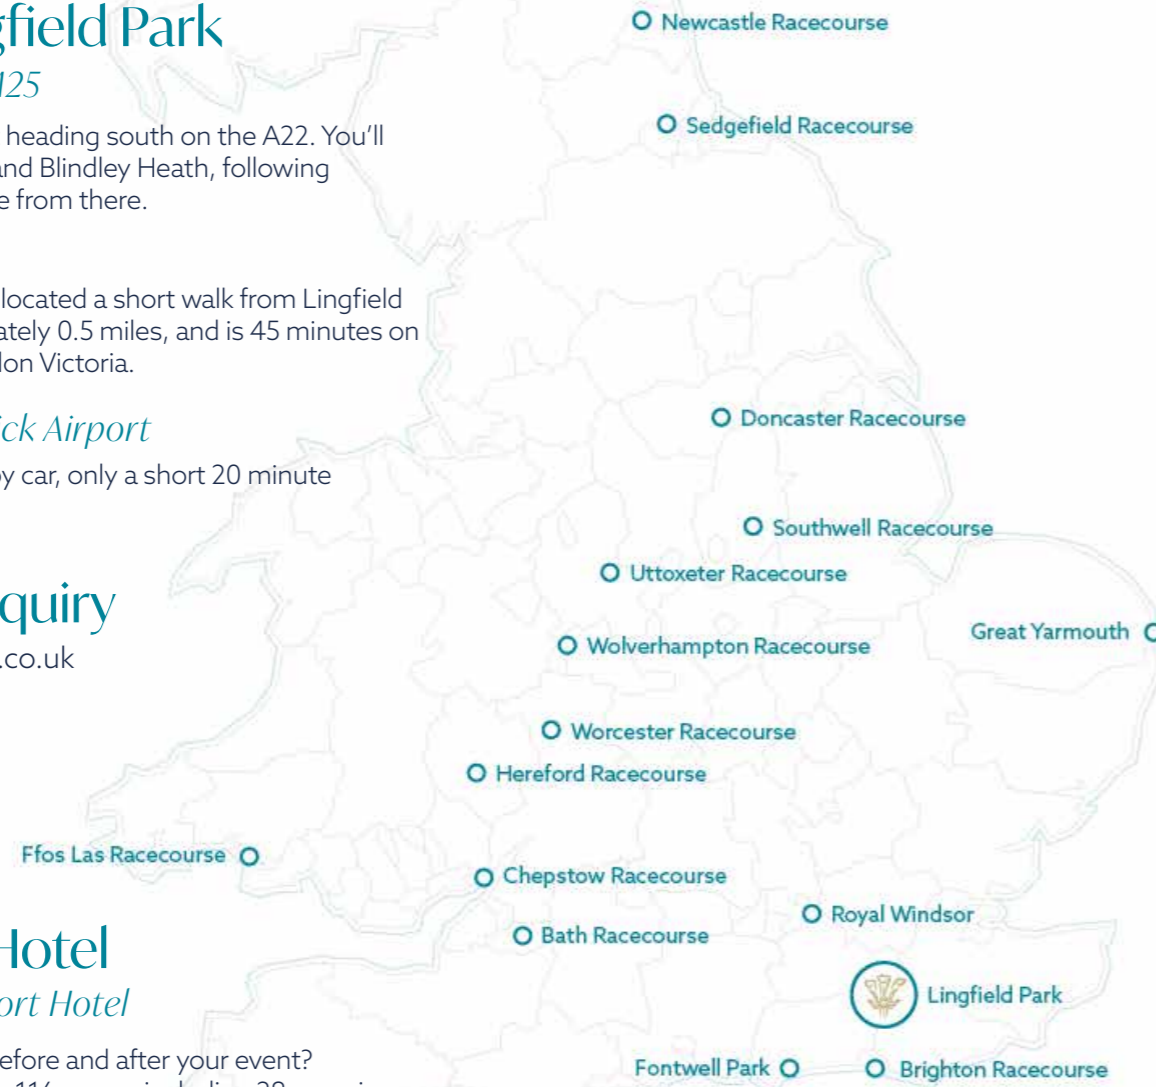 gfield Park
M25
heading south on the A22. You'll
and Blindley Heath, following
e from there.
located a short walk from Lingfield
ately 0.5 miles, and is 45 minutes on
don Victoria.
ick Airport
by car, only a short 20 minute
quiry
.co.uk
Hotel
ort Hotel
efore and after your event?
Newcastle Racecourse
Sedgefield Racecourse
Doncaster Racecourse
Southwell Racecourse
Uttoxeter Racecourse
Great Yarmouth
Wolverhampton Racecourse
Worcester Racecourse
Hereford Racecourse
Ffos Las Racecourse
Chepstow Racecourse
Royal Windsor
Bath Racecourse
Lingfield Park
Fontwell Park
Brighton Racecourse